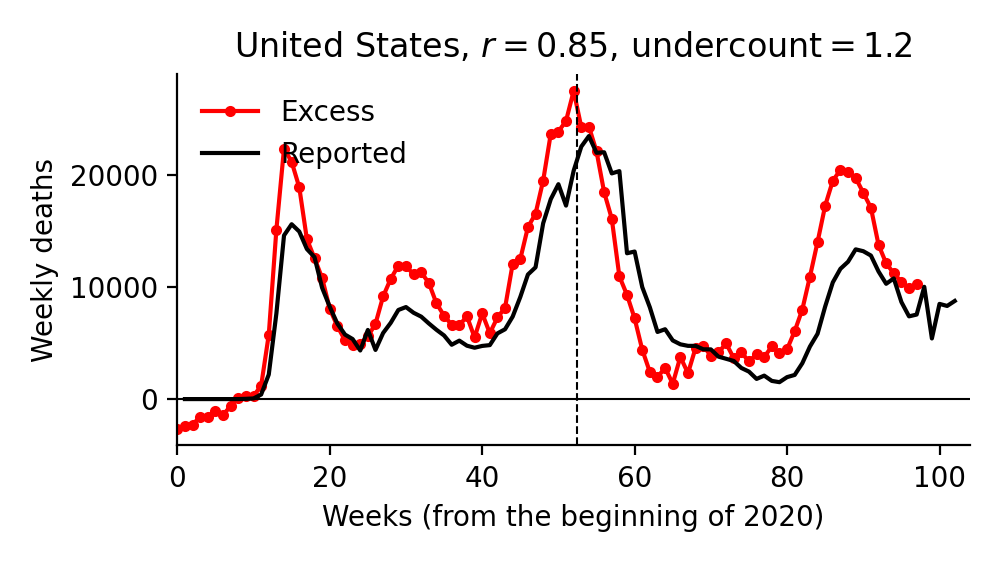 United States, r = 0.85, undercount = 1.2
Excess
Reported
Weekly deaths
20000
10000
0
0 20 40 60 80 100
Weeks (from the beginning of 2020)